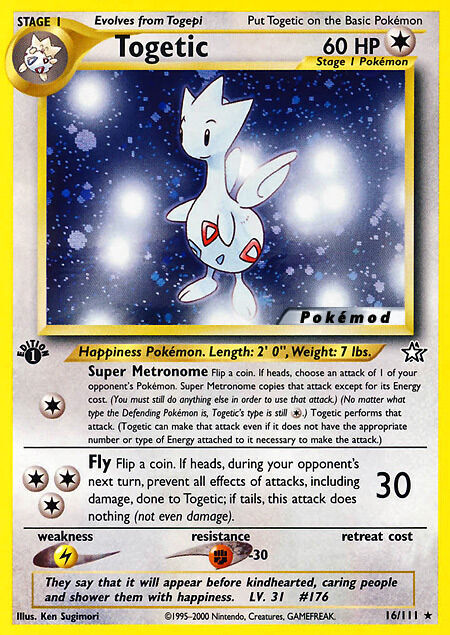 STAGE 1 Evolves from Togepi Put Togetic on the Basic Pokémon
Togetic 60 HP
Stage 1 Pokémon
Pokémod
EDITION
1
Happiness Pokémon. Length: 2' 0", Weight: 7 lbs.
Super Metronome Flip a coin. If heads, choose an attack of 1 of your
opponent's Pokémon. Super Metronome copies that attack except for its Energy
cost. (You must still do anything else in order to use that attack.) (No matter what
type the Defending Pokémon is, Togetic's type is still .) Togetic performs that
attack. (Togetic can make that attack even if it does not have the appropriate
number or type of Energy attached to it necessary to make the attack.)
Fly Flip a coin. If heads, during your opponent's
next turn, prevent all effects of attacks, including
damage, done to Togetic; if tails, this attack does
nothing (not even damage).
30
weakness resistance retreat cost
-30
They say that it will appear before kindhearted, caring people
and shower them with happiness. LV. 31 #176
Illus. Ken Sugimori ©1995-2000 Nintendo, Creatures, GAMEFREAK. 16/111 ★